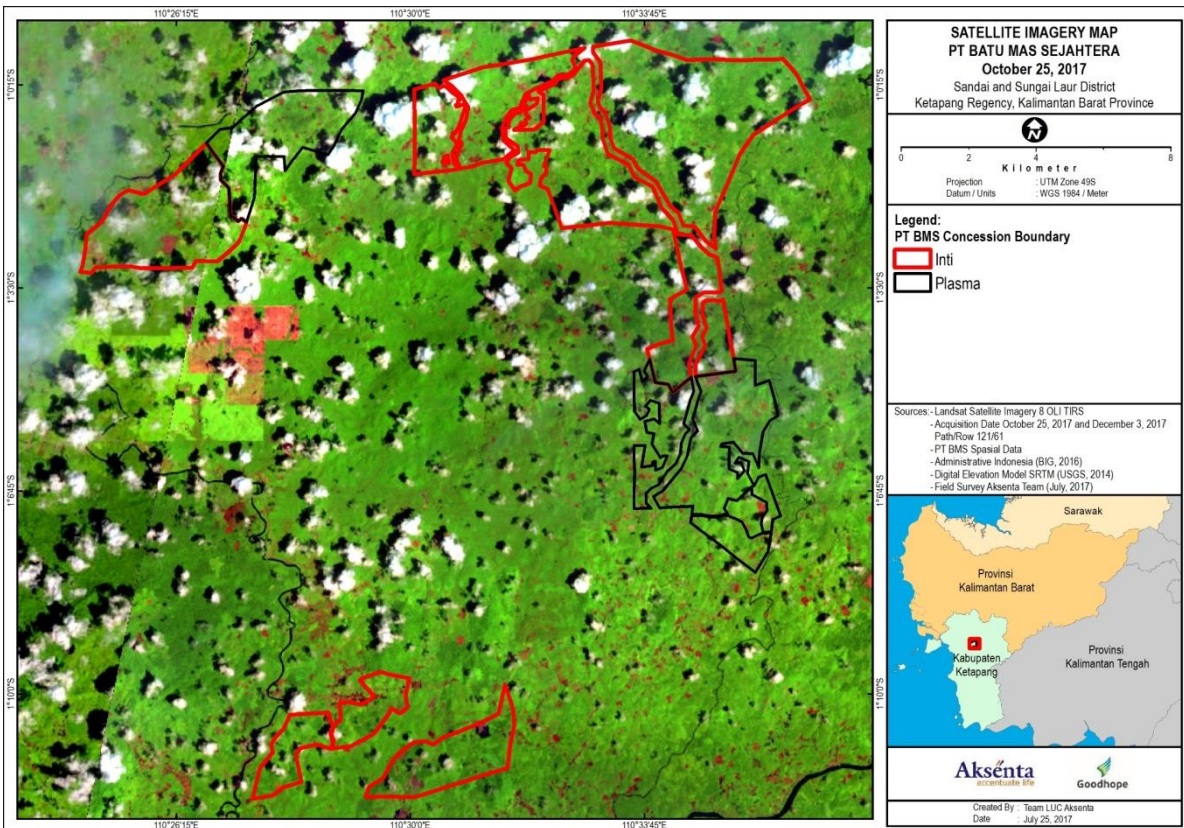 110°26'15"E
110°30'0"E
110°33'45"E
1°0'15"S
1°3'30"S
1°6'45"S
1°10'0"S
1°0'15"S
1°3'30"S
1°6'45"S
1°10'0"S
110°26'15"E
110°30'0"E
110°33'45"E
SATELLITE IMAGERY MAP
PT BATU MAS SEJAHTERA
October 25, 2017
Sandai and Sungai Laur District
Ketapang Regency, Kalimantan Barat Province
N
0 2 4 8
Kilometer
Projection : UTM Zone 49S
Datum / Units : WGS 1984 / Meter
Legend:
PT BMS Concession Boundary
Inti
Plasma
Sources:- Landsat Satellite Imagery 8 OLI TIRS
- Acquisition Date October 25, 2017 and December 3, 2017
Path/Row 121/61
- PT BMS Spasial Data
- Administrative Indonesia (BIG, 2016)
- Digital Elevation Model SRTM (USGS, 2014)
- Field Survey Aksenta Team (July, 2017)
Sarawak
Provinsi
Kalimantan Barat
Kabupaten
Ketapang
Provinsi
Kalimantan Tengah
Aksenta
accentuate life
Goodhope
Created By : Team LUC Aksenta
Date : July 25, 2017